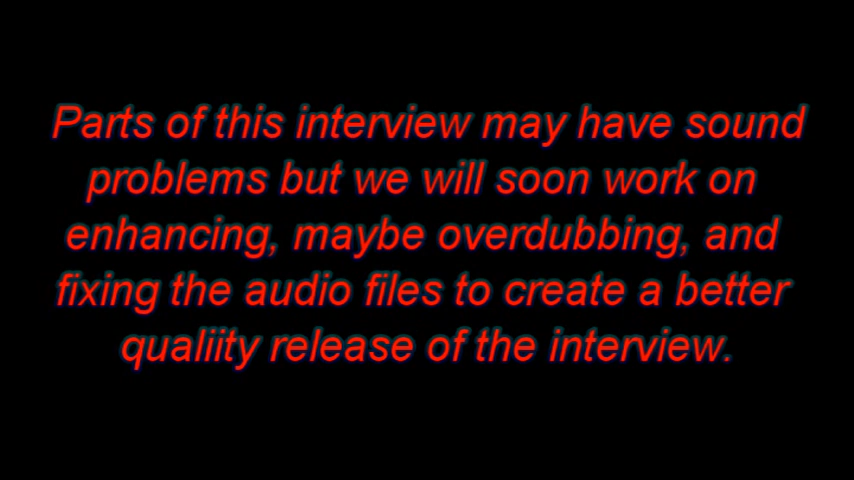 Parts of this interview may have sound
problems but we will soon work on
enhancing, maybe overdubbing, and
fixing the audio files to create a better
qualiity release of the interview.